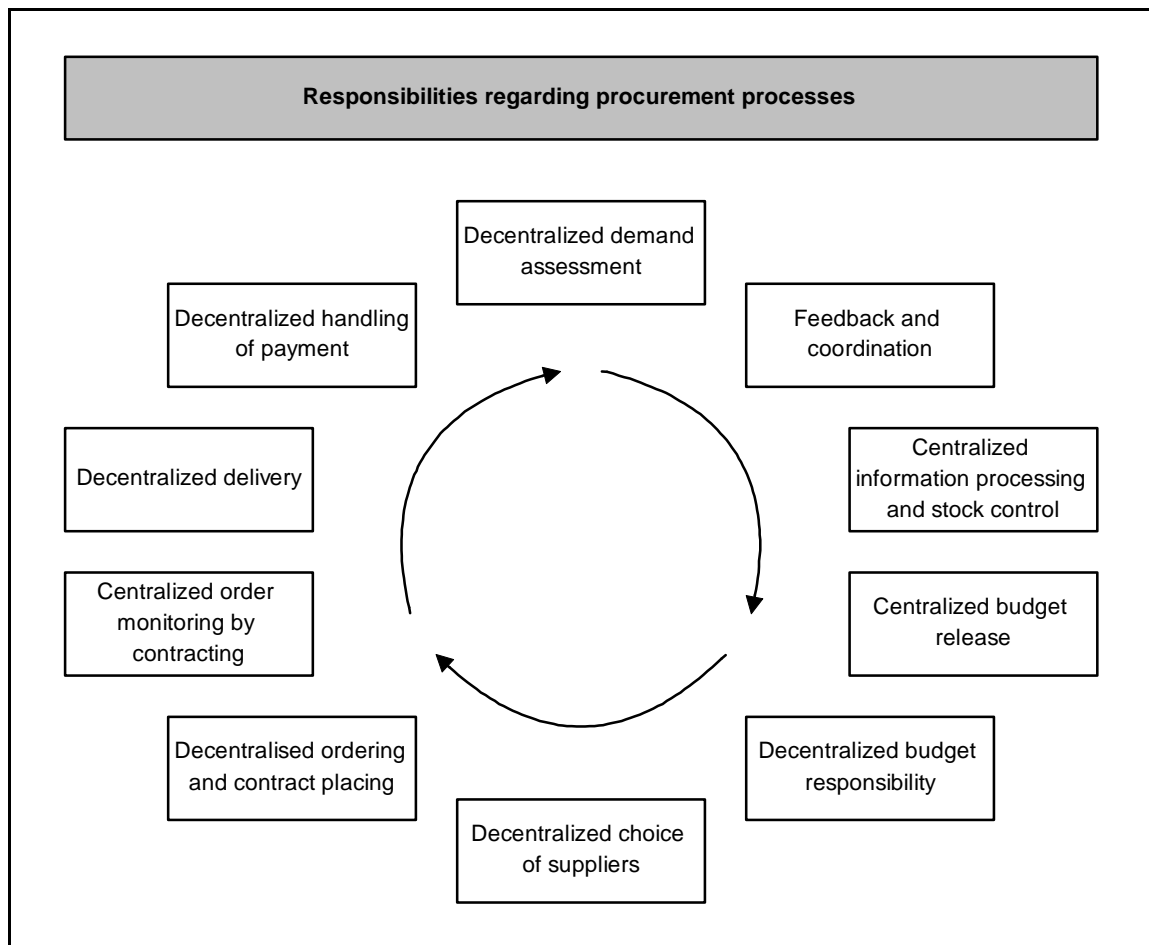 Responsibilities regarding procurement processes
Decentralized demand
assessment
Feedback and
coordination
Centralized
information processing
and stock control
Centralized budget
release
Decentralized budget
responsibility
Decentralized choice
of suppliers
Decentralised ordering
and contract placing
Centralized order
monitoring by
contracting
Decentralized delivery
Decentralized handling
of payment